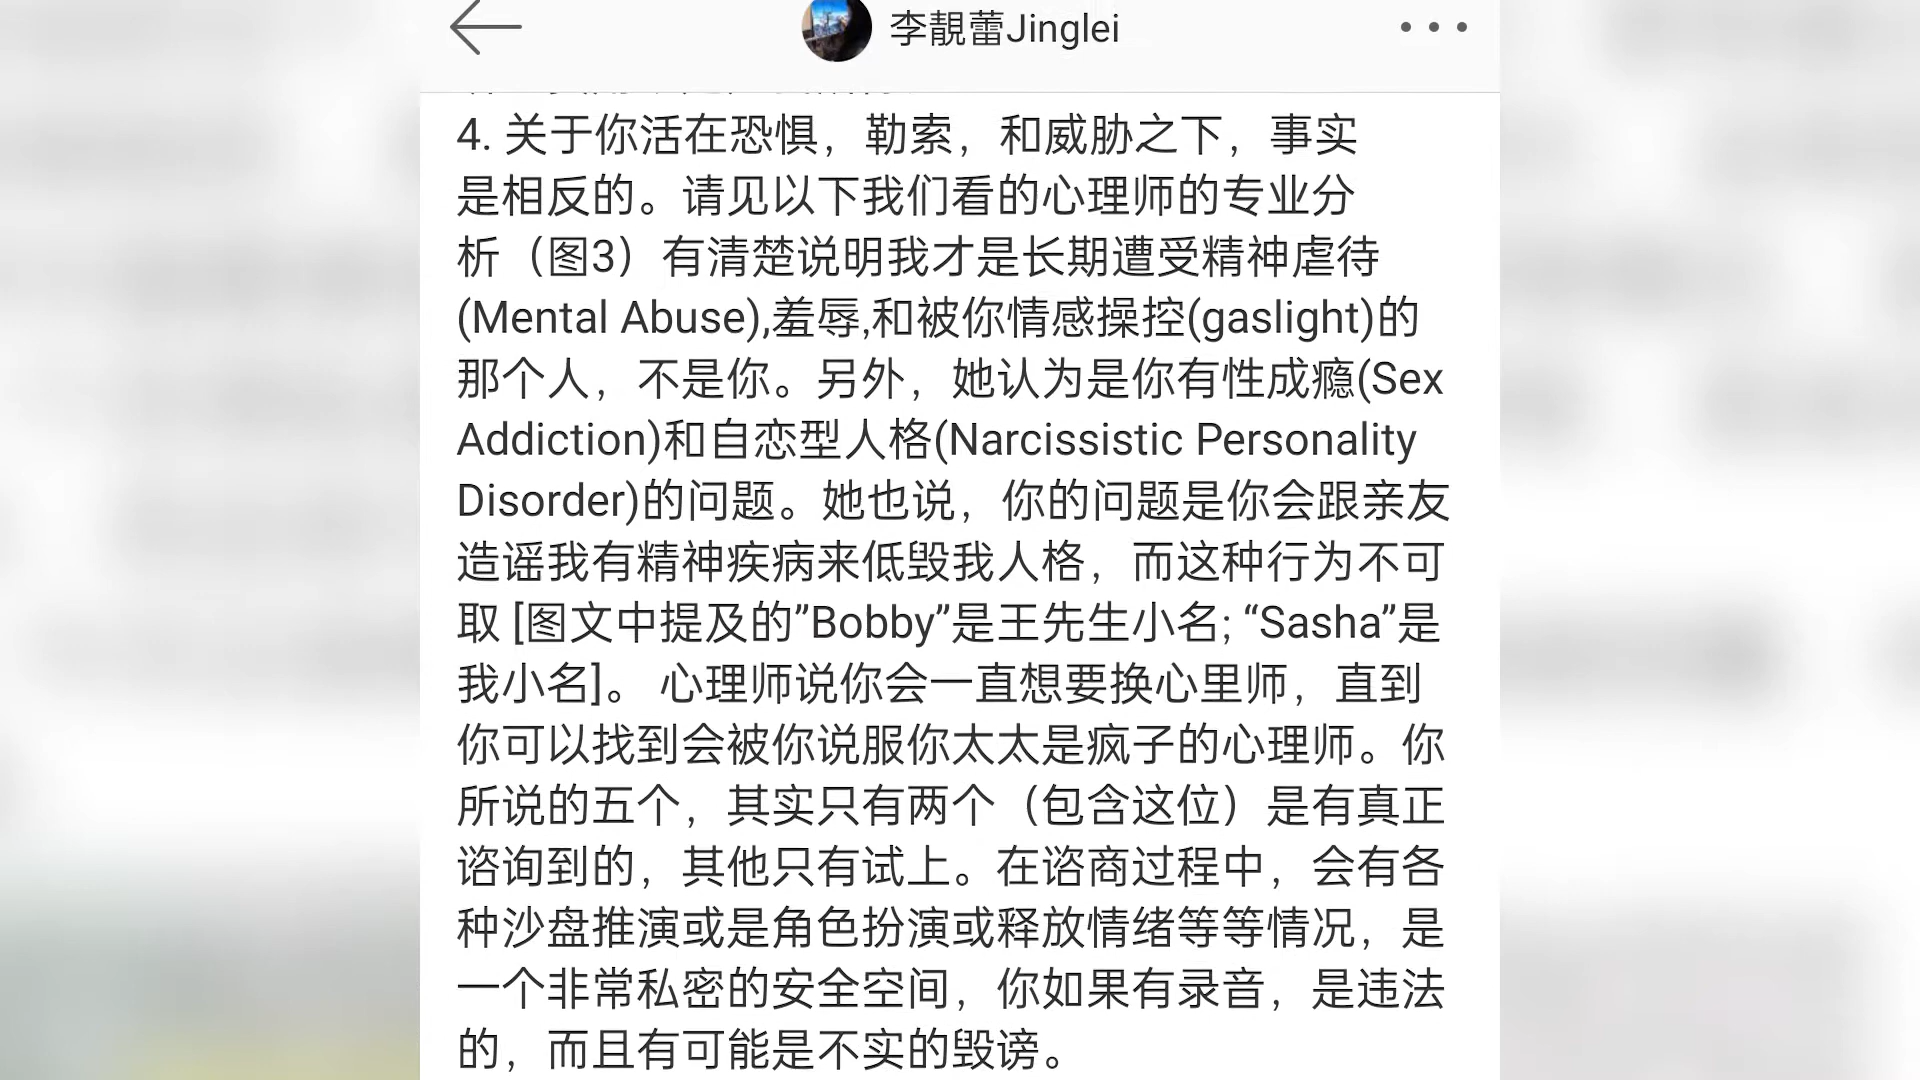 李靓蕾Jinglei
4. 关于你活在恐惧，勒索，和威胁之下，事实
是相反的。请见以下我们看的心理师的专业分
析（图3）有清楚说明我才是长期遭受精神虐待
(Mental Abuse),羞辱,和被你情感操控(gaslight)的
那个人，不是你。另外，她认为是你有性成瘾(Sex
Addiction)和自恋型人格(Narcissistic Personality
Disorder)的问题。她也说，你的问题是你会跟亲友
造谣我有精神疾病来低毁我人格，而这种行为不可
取 [图文中提及的”Bobby”是王先生小名; “Sasha”是
我小名]。 心理师说你会一直想要换心里师，直到
你可以找到会被你说服你太太是疯子的心理师。你
所说的五个，其实只有两个（包含这位）是有真正
谘询到的，其他只有试上。在谘商过程中，会有各
种沙盘推演或是角色扮演或释放情绪等等情况，是
一个非常私密的安全空间，你如果有录音，是违法
的，而且有可能是不实的毁谤。